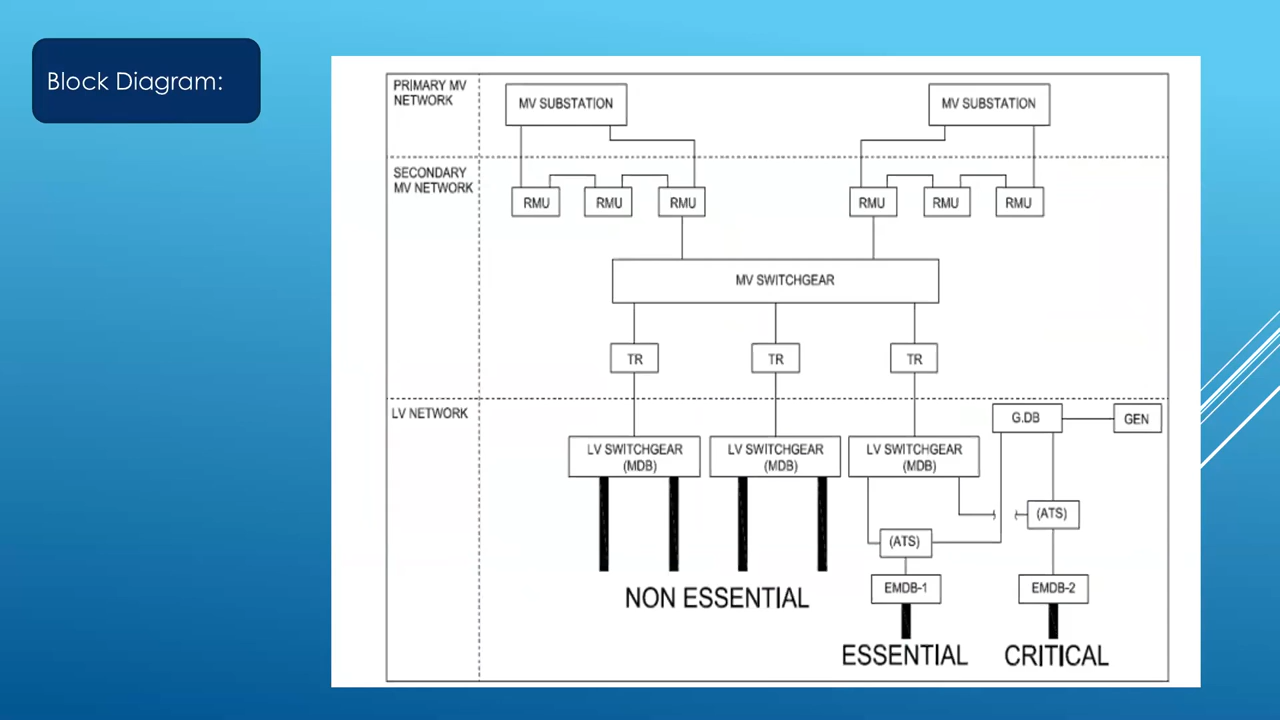 Block Diagram:
PRIMARY MV
NETWORK
MV SUBSTATION
MV SUBSTATION
SECONDARY
MV NETWORK
RMU
RMU
RMU
RMU
RMU
RMU
MV SWITCHGEAR
TR
TR
TR
LV NETWORK
G.DB
GEN
LV SWITCHGEAR
(MDB)
LV SWITCHGEAR
(MDB)
LV SWITCHGEAR
(MDB)
(ATS)
(ATS)
EMDB-1
EMDB-2
NON ESSENTIAL
ESSENTIAL
CRITICAL